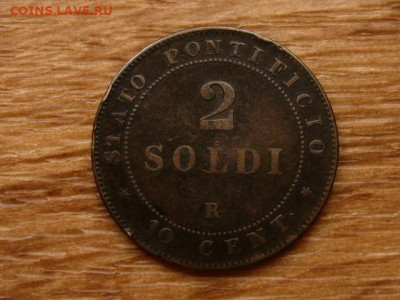 COINS.LAVE.RU
STATO PONTIFICIO
2
SOLDI
R
* 10 CENT. *